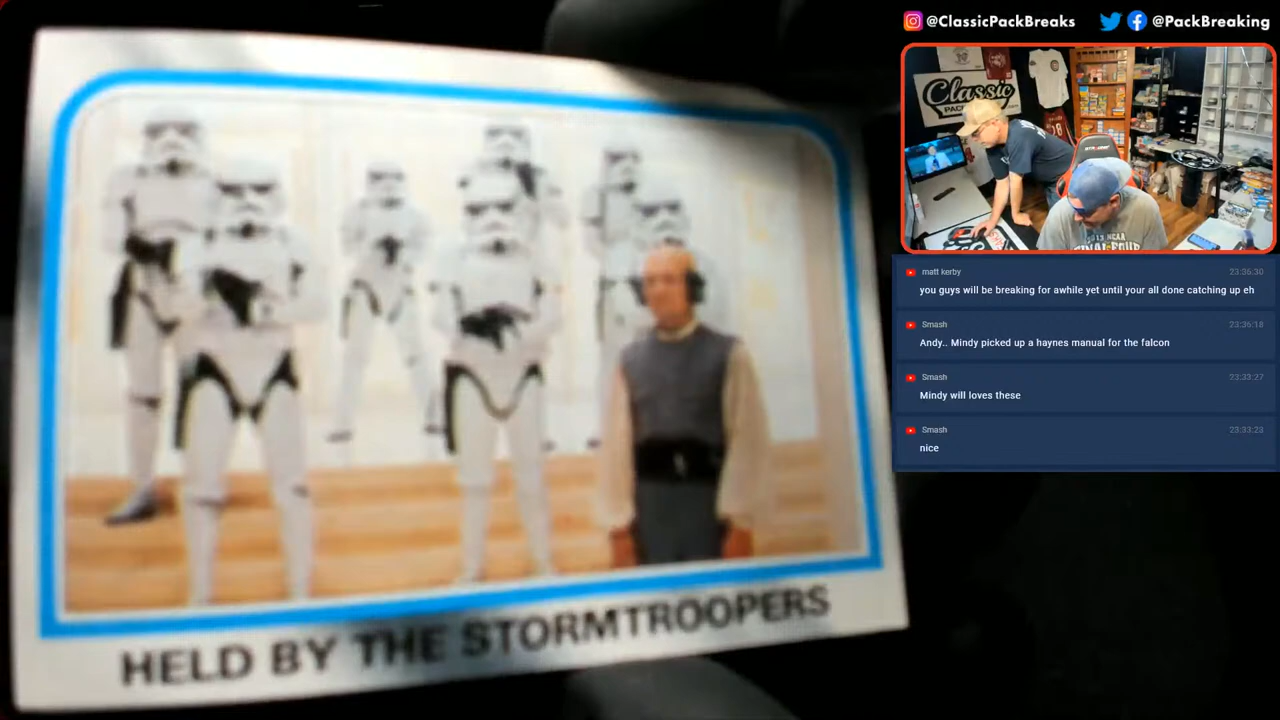 @ClassicPackBreaks @PackBreaking
Classic
matt kerby 23:36:30
you guys will be breaking for awhile yet until your all done catching up eh
Smash 23:36:18
Andy.. Mindy picked up a haynes manual for the falcon
Smash 23:33:27
Mindy will loves these
Smash 23:33:23
nice
HELD BY THE STORMTROOPERS